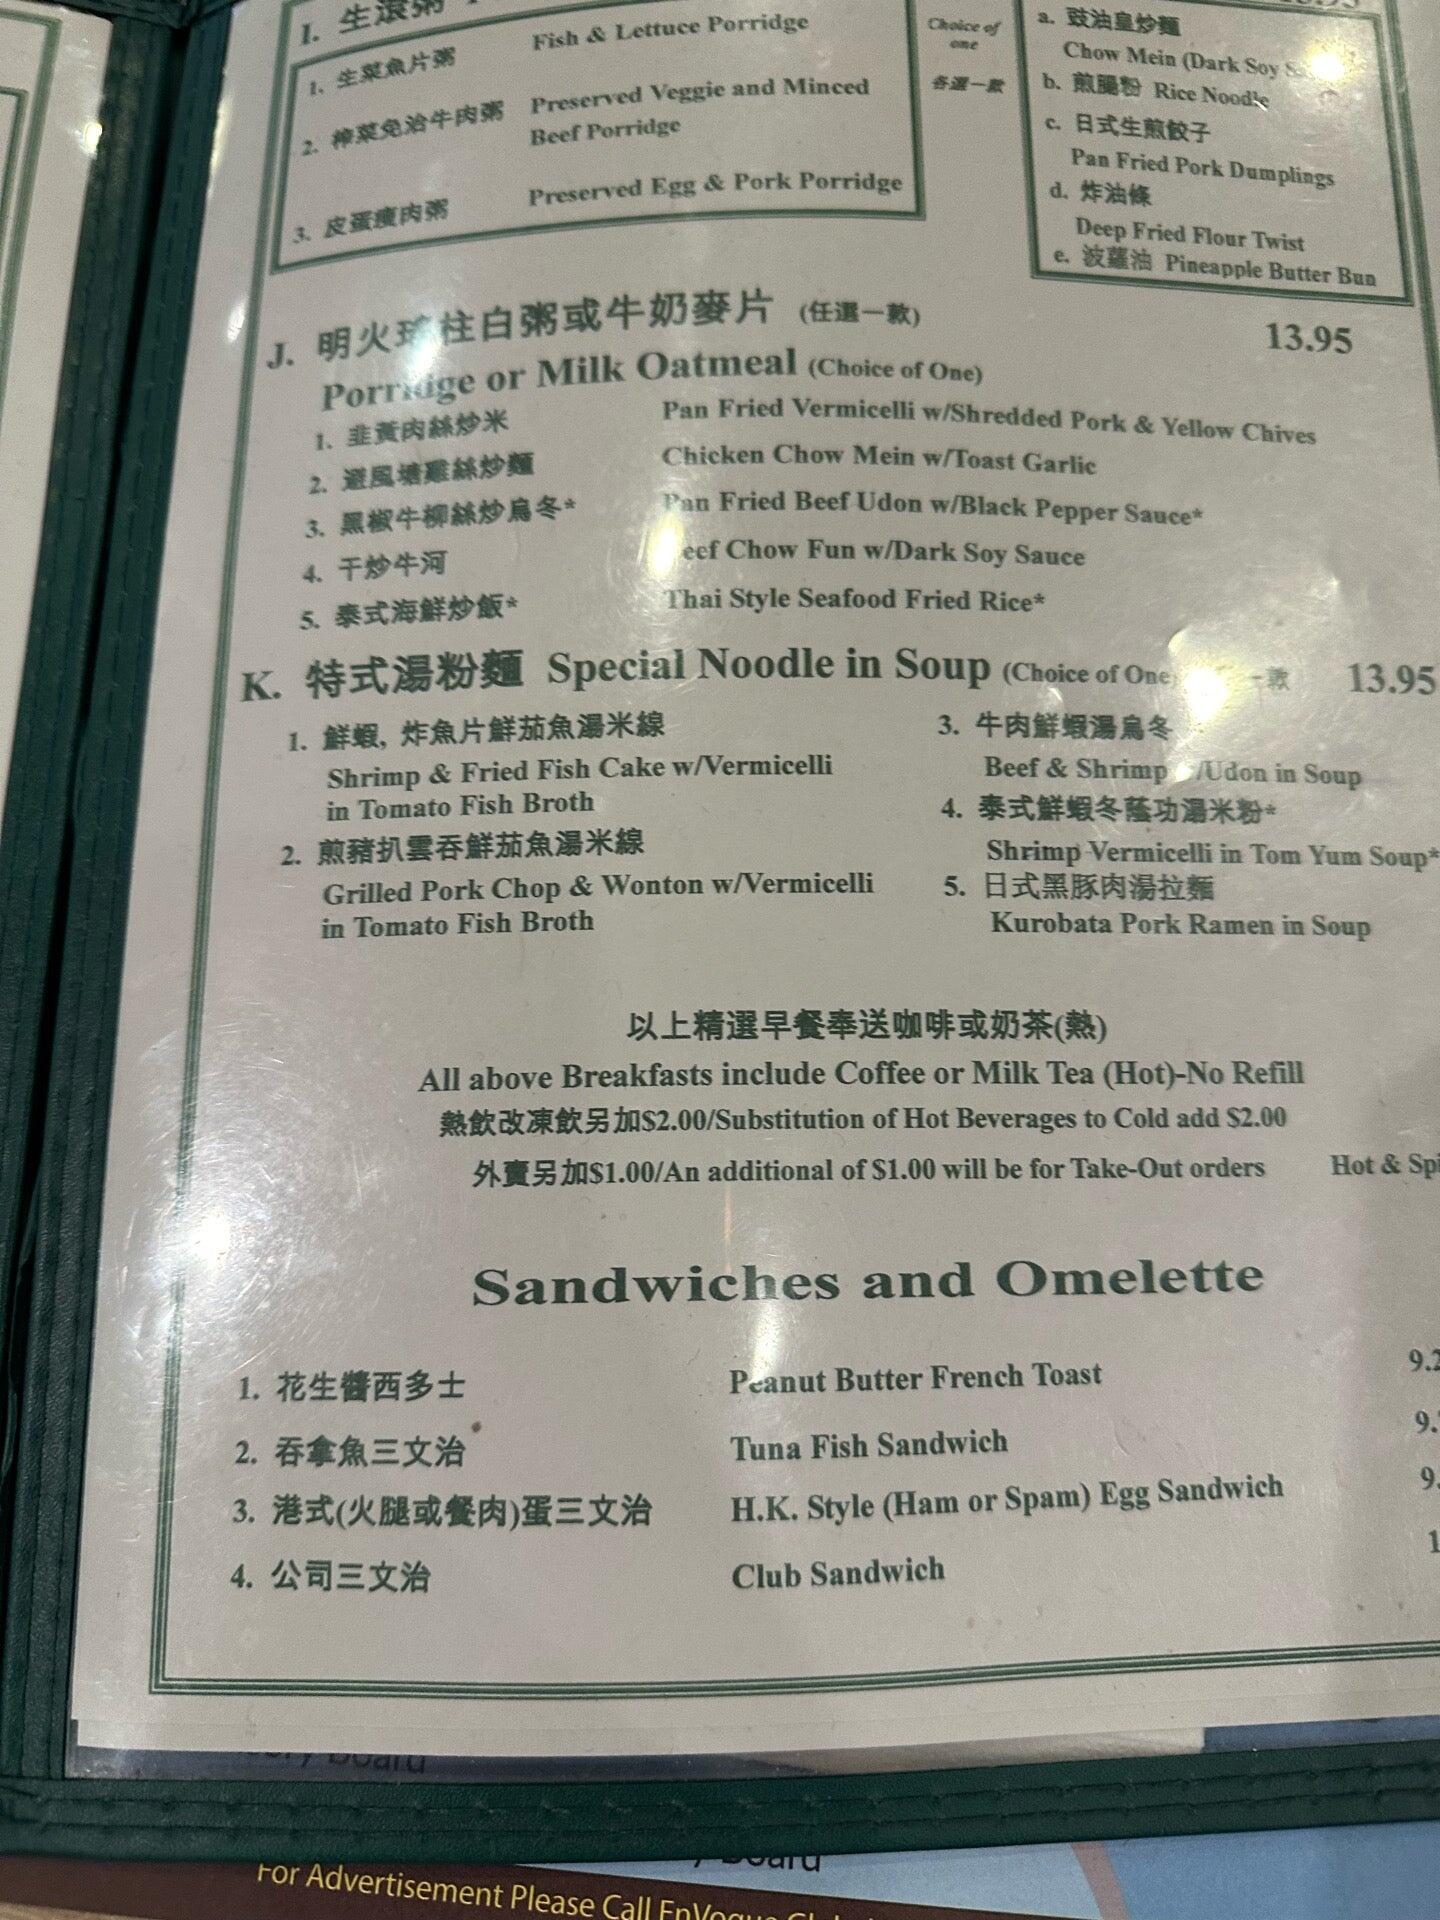 I. 生滾粥
1. 生菜魚片粥 Fish & Lettuce Porridge
2. 榨菜免治牛肉粥 Preserved Veggie and Minced
Beef Porridge
3. 皮蛋瘦肉粥 Preserved Egg & Pork Porridge
Choice of
one
各選一款
a. 豉油皇炒麵
Chow Mein (Dark Soy
b. 煎腸粉 Rice Noodle
c. 日式生煎餃子
Pan Fried Pork Dumplings
d. 炸油條
Deep Fried Flour Twist
e. 波蘿油 Pineapple Butter Bun
J. 明火瑤柱白粥或牛奶麥片 (任選一款) 13.95
Porridge or Milk Oatmeal (Choice of One)
1. 韭黃肉絲炒米 Pan Fried Vermicelli w/Shredded Pork & Yellow Chives
2. 避風塘雞絲炒麵 Chicken Chow Mein w/Toast Garlic
3. 黑椒牛柳絲炒烏冬* Pan Fried Beef Udon w/Black Pepper Sauce*
4. 干炒牛河 Beef Chow Fun w/Dark Soy Sauce
5. 泰式海鮮炒飯* Thai Style Seafood Fried Rice*
K. 特式湯粉麵 Special Noodle in Soup (Choice of One 一款 13.95
1. 鮮蝦, 炸魚片鮮茄魚湯米線
Shrimp & Fried Fish Cake w/Vermicelli
in Tomato Fish Broth
2. 煎豬扒雲吞鮮茄魚湯米線
Grilled Pork Chop & Wonton w/Vermicelli
in Tomato Fish Broth
3. 牛肉鮮蝦湯烏冬
Beef & Shrimp w/Udon in Soup
4. 泰式鮮蝦冬蔭功湯米粉*
Shrimp Vermicelli in Tom Yum Soup*
5. 日式黑豚肉湯拉麵
Kurobata Pork Ramen in Soup
以上精選早餐奉送咖啡或奶茶(熱)
All above Breakfasts include Coffee or Milk Tea (Hot)-No Refill
熱飲改凍飲另加$2.00/Substitution of Hot Beverages to Cold add $2.00
外賣另加$1.00/An additional of $1.00 will be for Take-Out orders Hot &
Sandwiches and Omelette
1. 花生醬西多士 Peanut Butter French Toast
2. 吞拿魚三文治 Tuna Fish Sandwich
3. 港式(火腿或餐肉)蛋三文治 H.K. Style (Ham or Spam) Egg Sandwich
4. 公司三文治 Club Sandwich
board
board
For Advertisement Please Call EnVogue